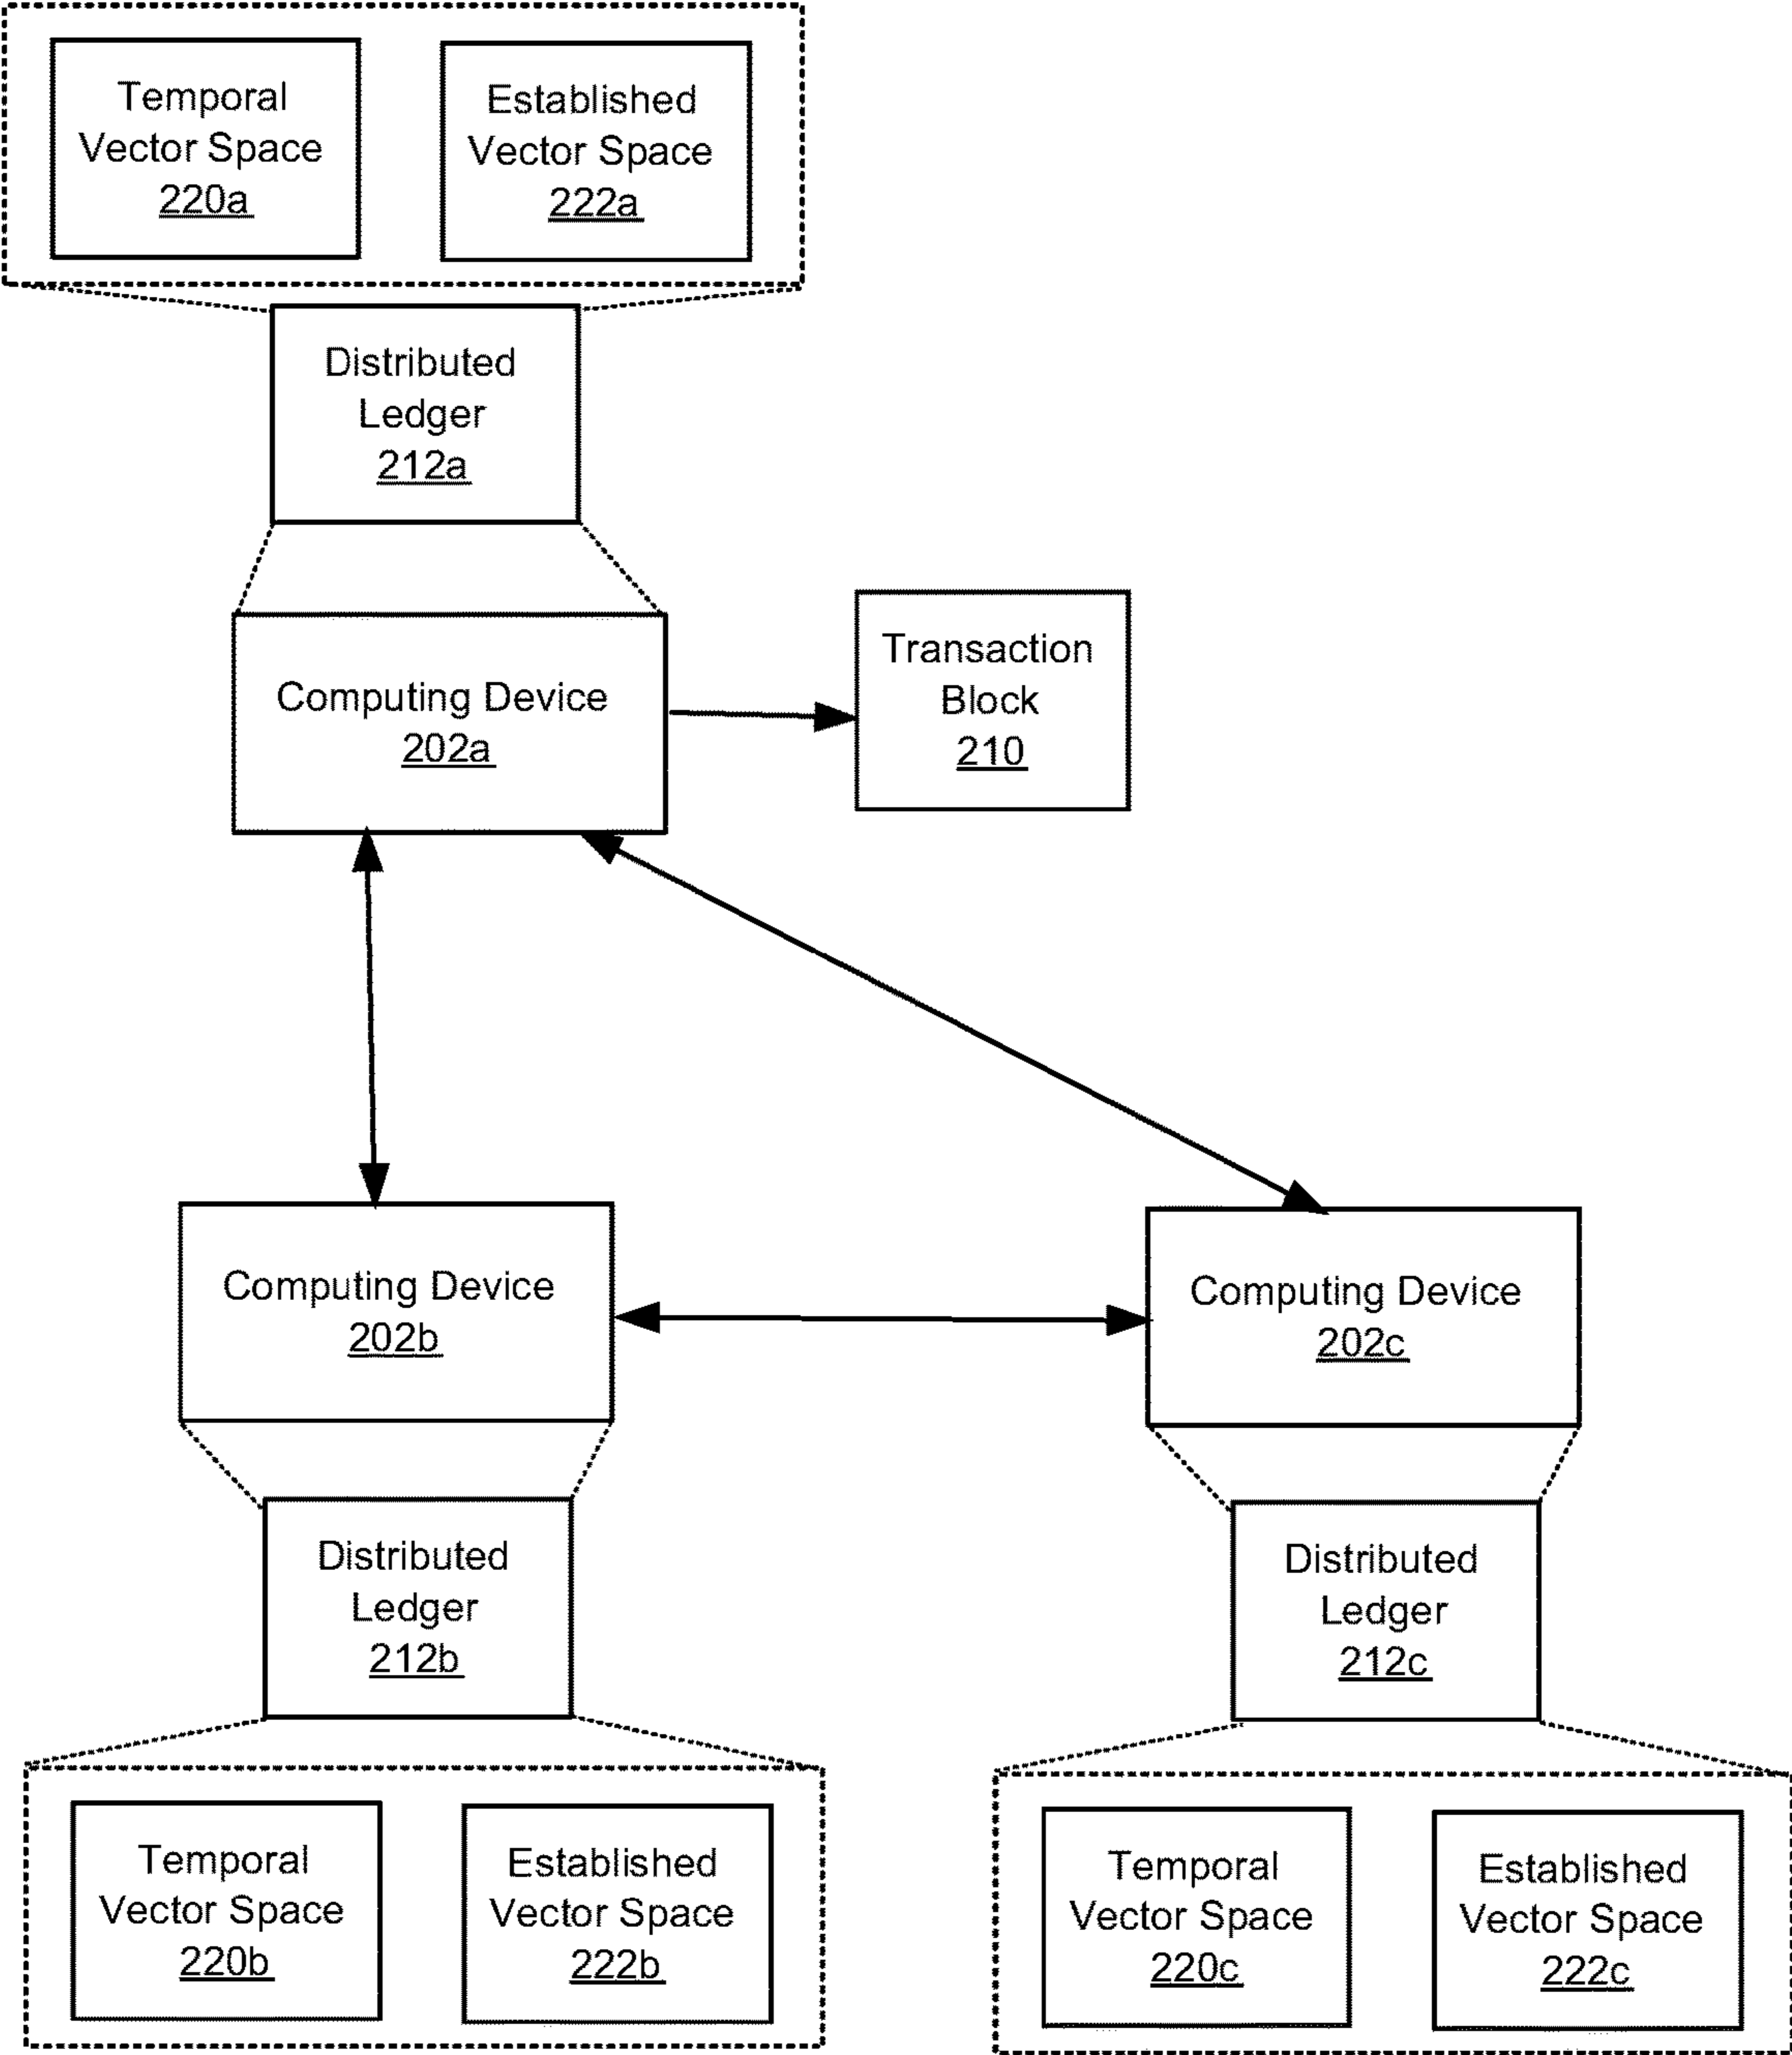 Temporal
Vector Space
220a
Established
Vector Space
222a
Distributed
Ledger
212a
Computing Device
202a
Transaction
Block
210
Computing Device
202b
Computing Device
202c
Distributed
Ledger
212b
Distributed
Ledger
212c
Temporal
Vector Space
220b
Established
Vector Space
222b
Temporal
Vector Space
220c
Established
Vector Space
222c